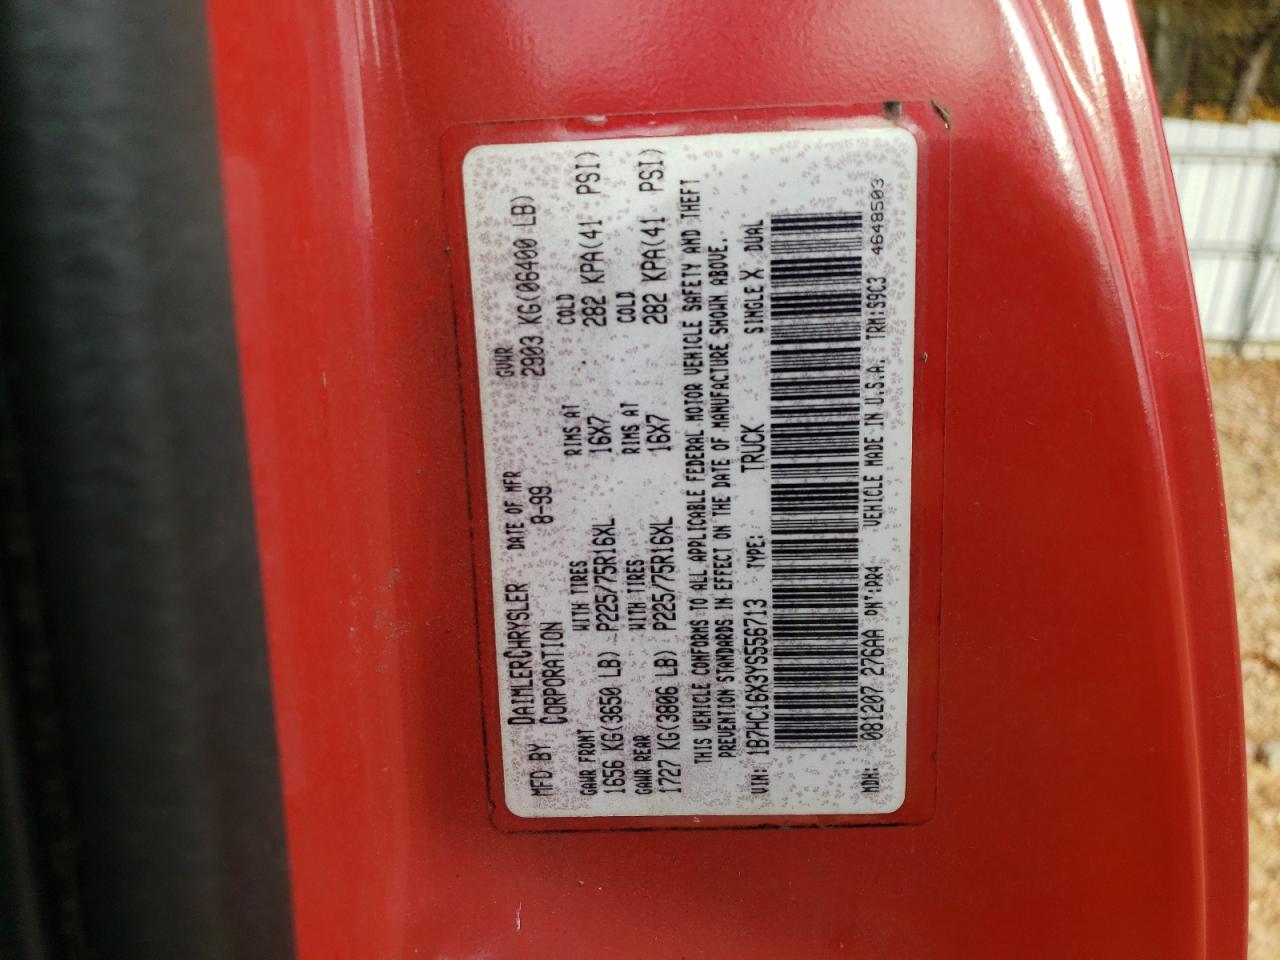 MFD BY DAIMLERCHRYSLER DATE OF MFR GVWR
CORPORATION 8-99 2903 KG(06400 LB)
GAWR FRONT WITH TIRES RIMS AT COLD
1656 KG(3650 LB) P225/75R16XL 16X7 282 KPA(41 PSI)
GAWR REAR WITH TIRES RIMS AT COLD
1727 KG(3806 LB) P225/75R16XL 16X7 282 KPA(41 PSI)
THIS VEHICLE CONFORMS TO ALL APPLICABLE FEDERAL MOTOR VEHICLE SAFETY AND THEFT
PREVENTION STANDARDS IN EFFECT ON THE DATE OF MANUFACTURE SHOWN ABOVE.
VIN: 1B7HC16X3YS556713 TYPE: TRUCK SINGLE X DUAL
MDH: 081207 276AA PNT:PR4 VEHICLE MADE IN U.S.A. TRM:S9C3 4648503